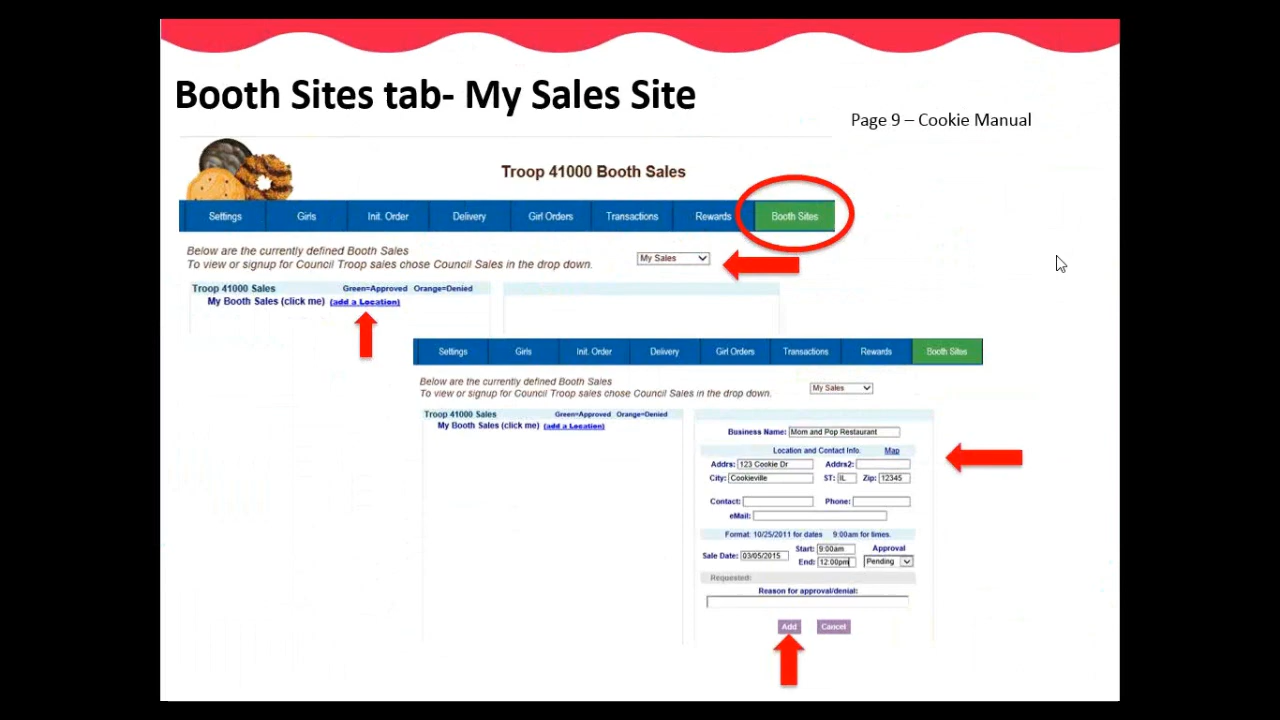 Booth Sites tab- My Sales Site
Page 9 – Cookie Manual
Troop 41000 Booth Sales
Settings Girls Init. Order Delivery Girl Orders Transactions Rewards Booth Sites
Below are the currently defined Booth Sales
To view or signup for Council Troop sales chose Council Sales in the drop down.
My Sales
Troop 41000 Sales Green=Approved Orange=Denied
My Booth Sales (click me) (add a Location)
Settings Girls Init. Order Delivery Girl Orders Transactions Rewards Booth Sites
Below are the currently defined Booth Sales
To view or signup for Council Troop sales chose Council Sales in the drop down.
My Sales
Troop 41000 Sales Green=Approved Orange=Denied
My Booth Sales (click me) (add a Location)
Business Name: Mom and Pop Restaurant
Location and Contact Info. Map
Addrs: 123 Cookie Dr Addrs2:
City: Cookieville ST: IL Zip: 12345
Contact: Phone:
eMail:
Format: 10/25/2011 for dates 9:00am for times.
Sale Date: 03/05/2015 Start: 9:00am Approval
End: 12:00pm Pending
Requested:
Reason for approval/denial:
Add Cancel